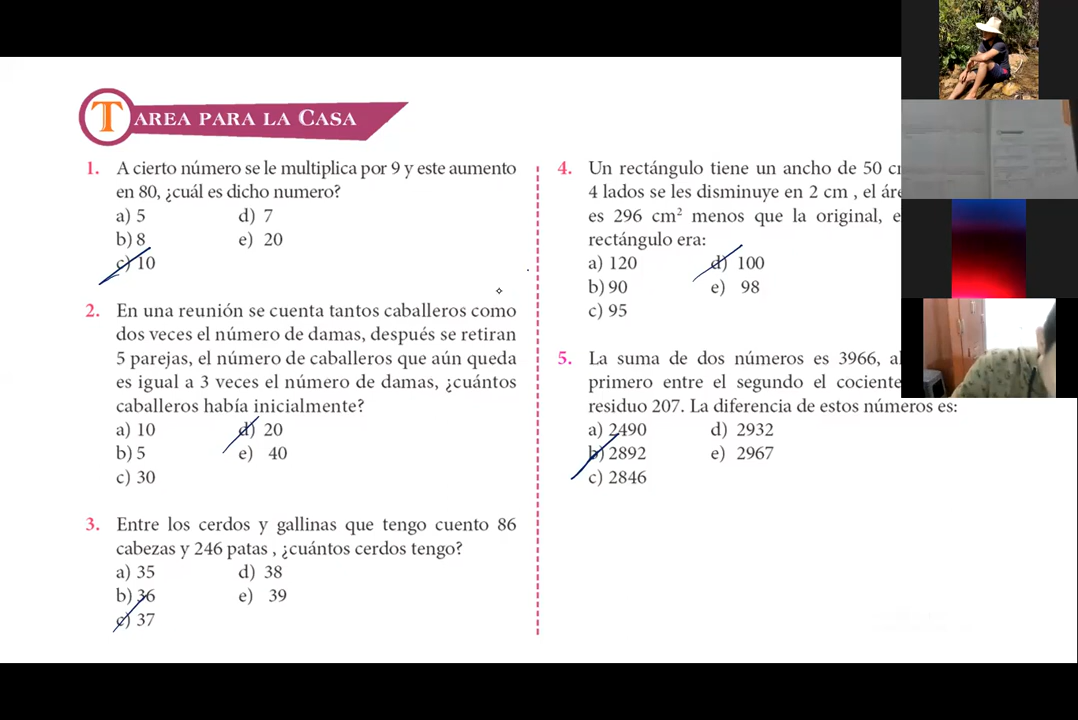 TAREA PARA LA CASA
1. A cierto número se le multiplica por 9 y este aumento
en 80, ¿cuál es dicho numero?
a) 5 d) 7
b) 8 e) 20
c) 10
2. En una reunión se cuenta tantos caballeros como
dos veces el número de damas, después se retiran
5 parejas, el número de caballeros que aún queda
es igual a 3 veces el número de damas, ¿cuántos
caballeros había inicialmente?
a) 10 d) 20
b) 5 e) 40
c) 30
3. Entre los cerdos y gallinas que tengo cuento 86
cabezas y 246 patas , ¿cuántos cerdos tengo?
a) 35 d) 38
b) 36 e) 39
c) 37
4. Un rectángulo tiene un ancho de 50
4 lados se les disminuye en 2 cm , el
es 296 cm² menos que la original,
rectángulo era:
a) 120 d) 100
b) 90 e) 98
c) 95
5. La suma de dos números es 3966,
primero entre el segundo el cociente
residuo 207. La diferencia de estos números es:
a) 2490 d) 2932
b) 2892 e) 2967
c) 2846